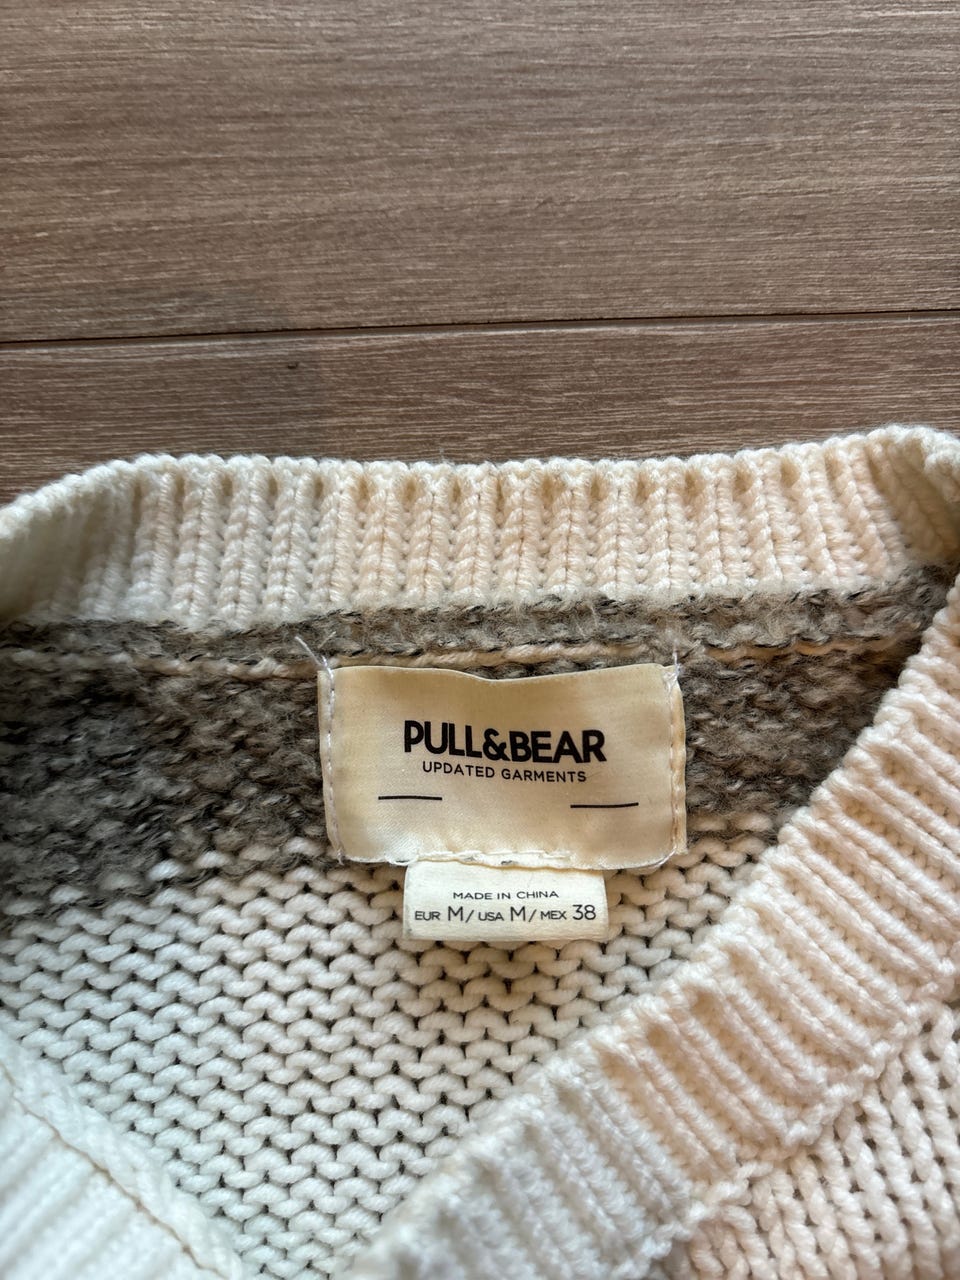 PULL&BEAR
UPDATED GARMENTS
MADE IN CHINA
EUR M/USA M/MEX 38